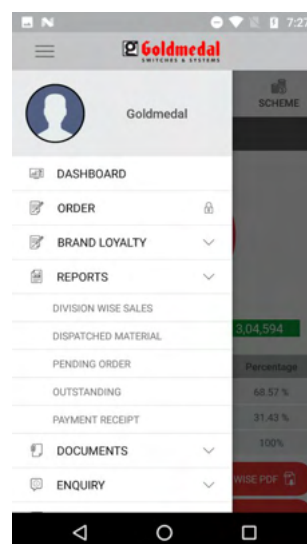 7:27
Goldmedal
SWITCHES & SYSTEMS
Goldmedal
SCHEME
DASHBOARD
ORDER
BRAND LOYALTY
REPORTS
DIVISION WISE SALES
DISPATCHED MATERIAL
3,04,594
PENDING ORDER
Percentage
OUTSTANDING
68.57 %
PAYMENT RECEIPT
31.43 %
DOCUMENTS
100%
ENQUIRY
WISE PDF